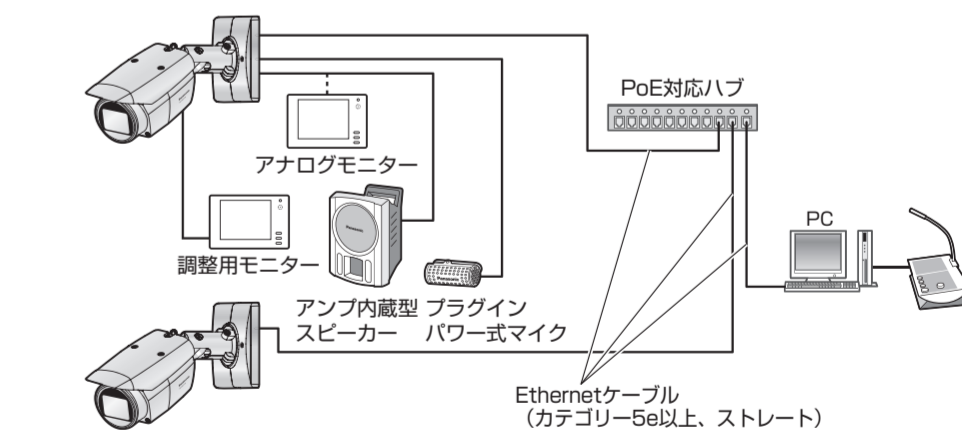 PoE対応ハブ
アナログモニター
PC
調整用モニター
Panasonic
Panasonic
アンプ内蔵型
スピーカー
プラグイン
パワー式マイク
Ethernetケーブル
（カテゴリー5e以上、ストレート）